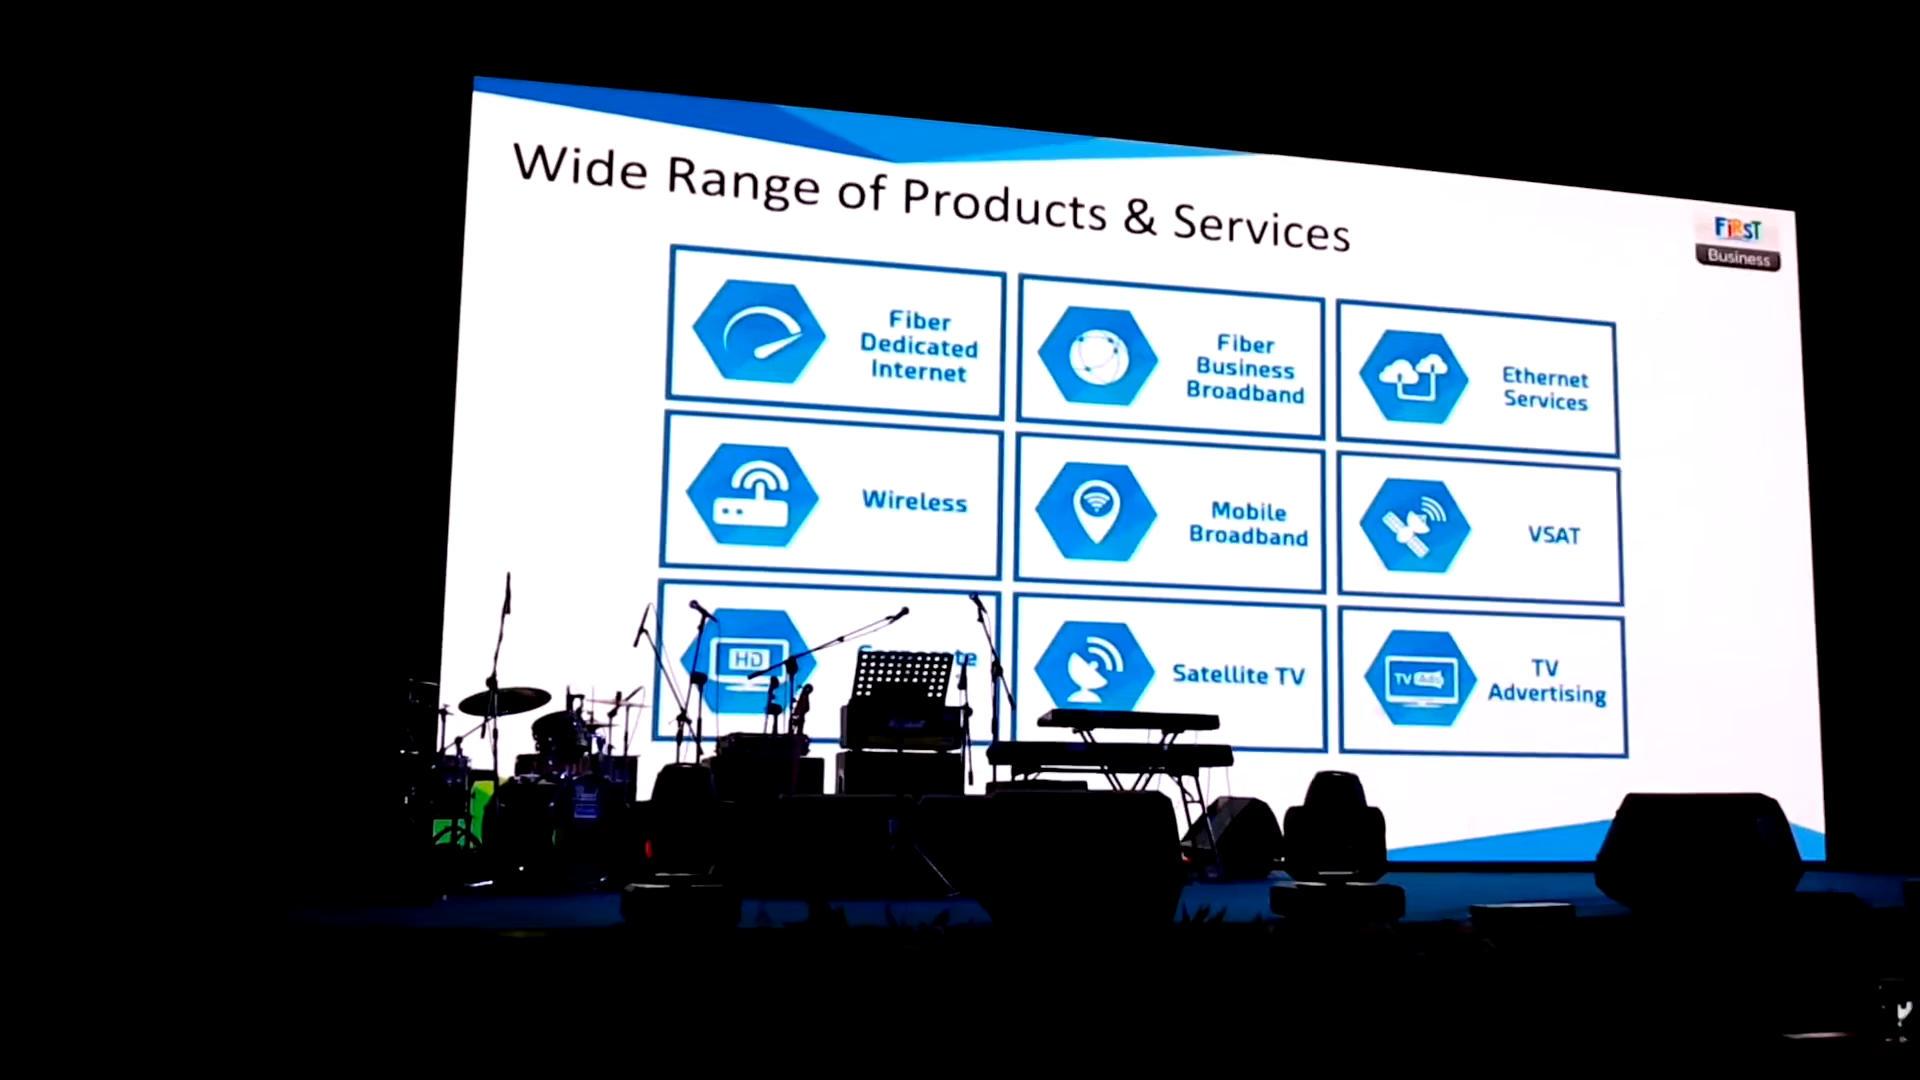 Wide Range of Products & Services
FiRST
Business
Fiber
Dedicated
Internet
Fiber
Business
Broadband
Ethernet
Services
Wireless
Mobile
Broadband
VSAT
HD
Satellite TV
TV
TV
Advertising